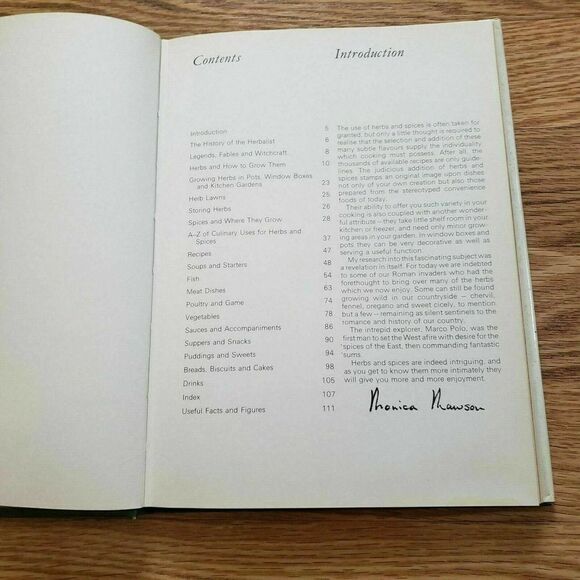 Contents
Introduction 5
The History of the Herbalist 6
Legends, Fables and Witchcraft 8
Herbs and How to Grow Them 10
Growing Herbs in Pots, Window Boxes
and Kitchen Gardens 23
Herb Lawns 25
Storing Herbs 26
Spices and Where They Grow 28
A–Z of Culinary Uses for Herbs and
Spices 37
Recipes 47
Soups and Starters 48
Fish 54
Meat Dishes 63
Poultry and Game 74
Vegetables 78
Sauces and Accompaniments 86
Suppers and Snacks 90
Puddings and Sweets 94
Breads, Biscuits and Cakes 98
Drinks 105
Index 107
Useful Facts and Figures 111
Introduction
The use of herbs and spices is often taken for
granted, but only a little thought is required to
realise that the selection and addition of these
many subtle flavours supply the individuality
which cooking must possess. After all, the
thousands of available recipes are only guide-
lines. The judicious addition of herbs and
spices stamps an original image upon dishes
not only of your own creation but also those
prepared from the stereotyped convenience
foods of today.
Their ability to offer you such variety in your
cooking is also coupled with another wonder-
ful attribute – they take little shelf room in your
kitchen or freezer, and need only minor grow-
ing areas in your garden. In window boxes and
pots they can be very decorative as well as
serving a useful function.
My research into this fascinating subject was
a revelation in itself. For today we are indebted
to some of our Roman invaders who had the
forethought to bring over many of the herbs
which we now enjoy. Some can still be found
growing wild in our countryside – chervil,
fennel, oregano and sweet cicely, to mention
but a few – remaining as silent sentinels to the
romance and history of our country.
The intrepid explorer, Marco Polo, was the
first man to set the West afire with desire for the
spices of the East, then commanding fantastic
sums.
Herbs and spices are indeed intriguing, and
as you get to know them more intimately they
will give you more and more enjoyment.
Monica Mawson